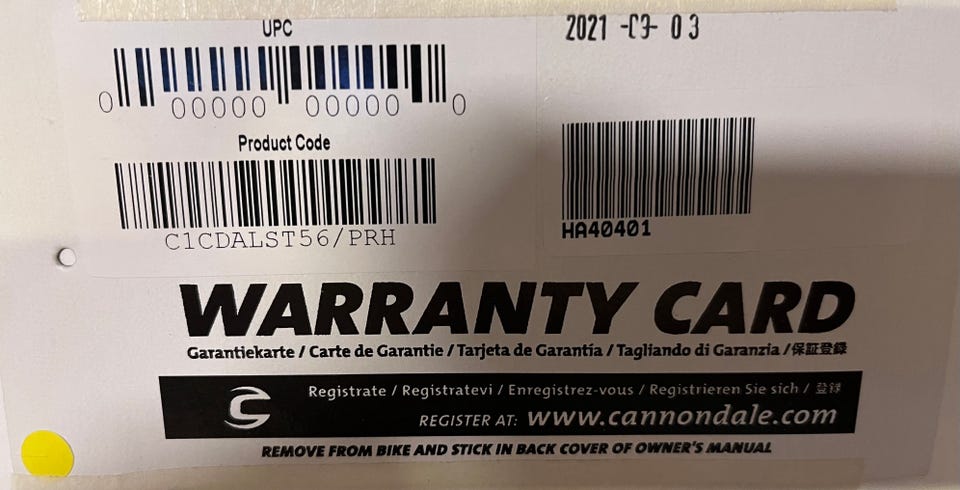 UPC
0 00000 00000 0
Product Code
C1CDALST56/PRH
2021 - 03
HA40401
WARRANTY CARD
Garantiekarte / Carte de Garantie / Tarjeta de Garantía / Tagliando di Garanzia / 保証登録
Registrate / Registratevi / Enregistrez-vous / Registrieren Sie sich / 登録
REGISTER AT: www.cannondale.com
REMOVE FROM BIKE AND STICK IN BACK COVER OF OWNER'S MANUAL